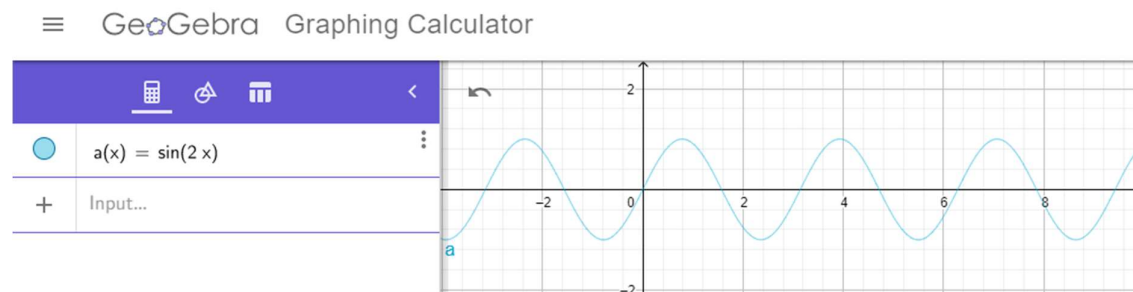 GeoGebra Graphing Calculator
a(x) = sin(2 x)
Input...
2
−2 0 2 4 6 8
a
−2